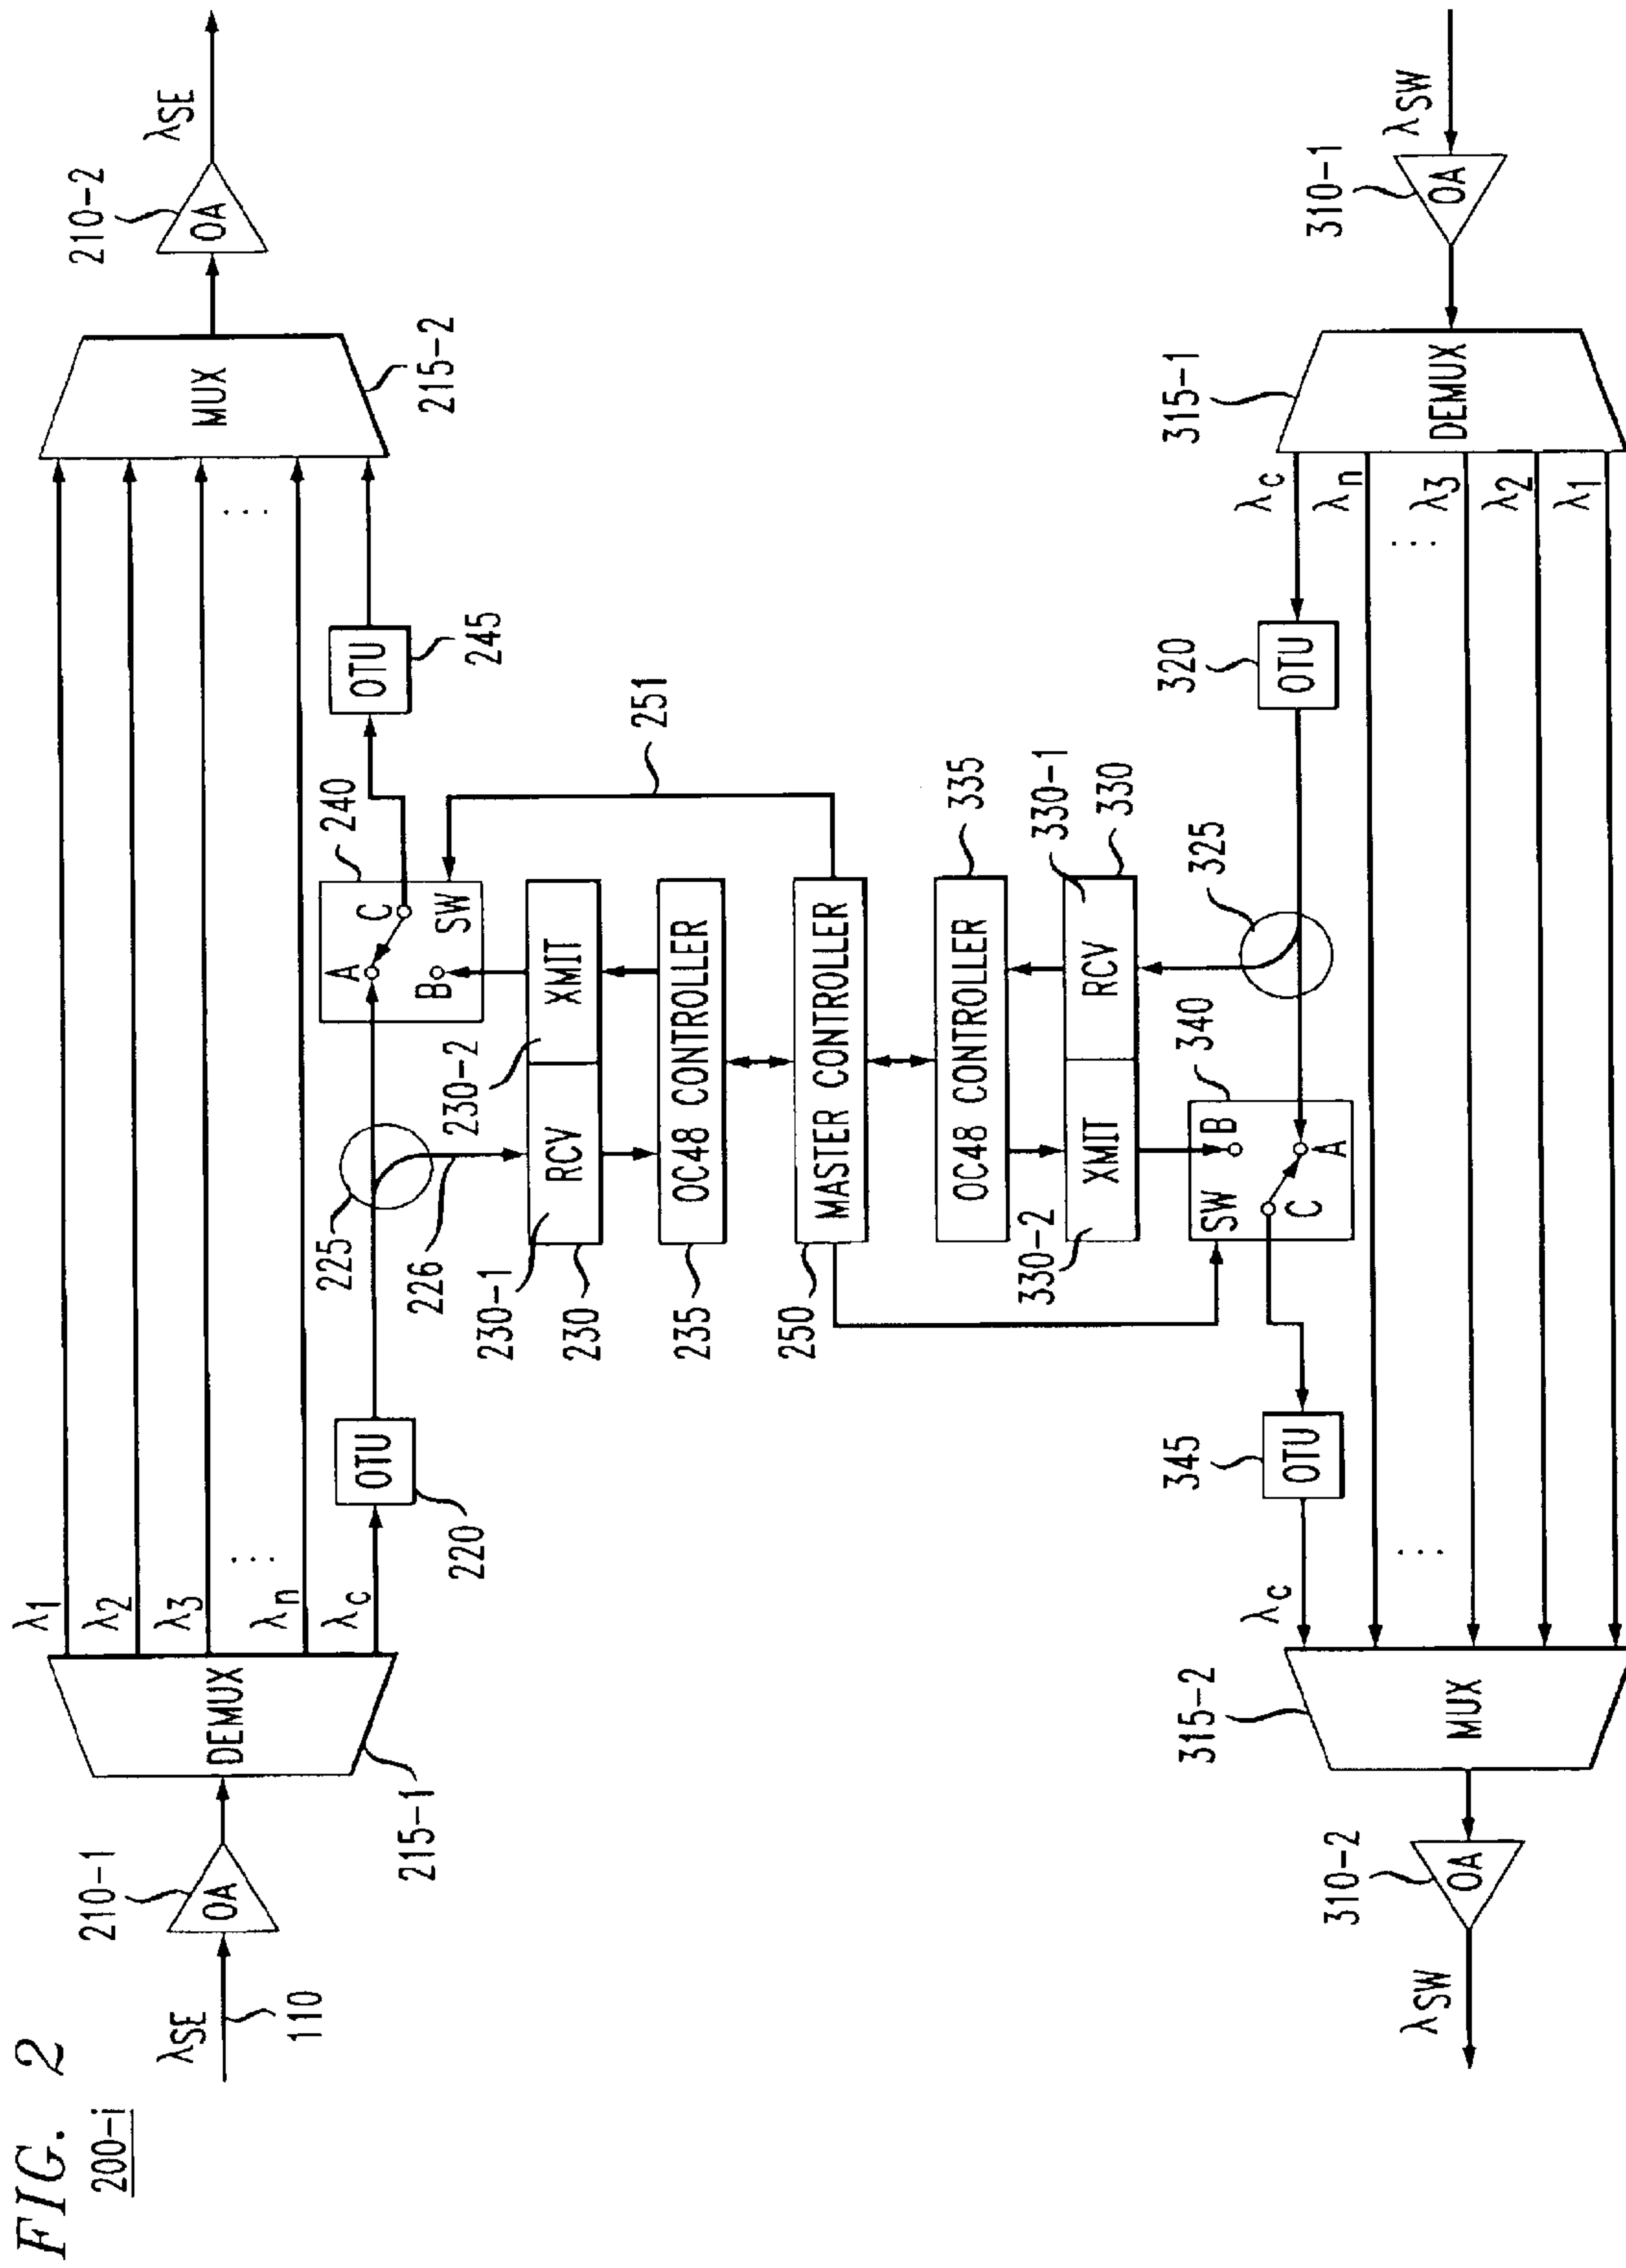 FIG. 2
200-i
λSE
110
210-1
OA
215-1
DEMUX
λ1
λ2
λ3
...
λn
λc
220
OTU
225
226
230-1
230
RCV
230-2
XMIT
235
OC48 CONTROLLER
240
A
B
C
SW
245
OTU
...
MUX
215-2
210-2
OA
λSE
250
MASTER CONTROLLER
251
OC48 CONTROLLER
335
330-2
XMIT
RCV
330-1
330
325
340
SW
B
C
A
345
OTU
λc
...
315-2
MUX
310-2
OA
λSW
320
OTU
λc
λn
...
λ3
λ2
λ1
315-1
DEMUX
310-1
OA
λSW